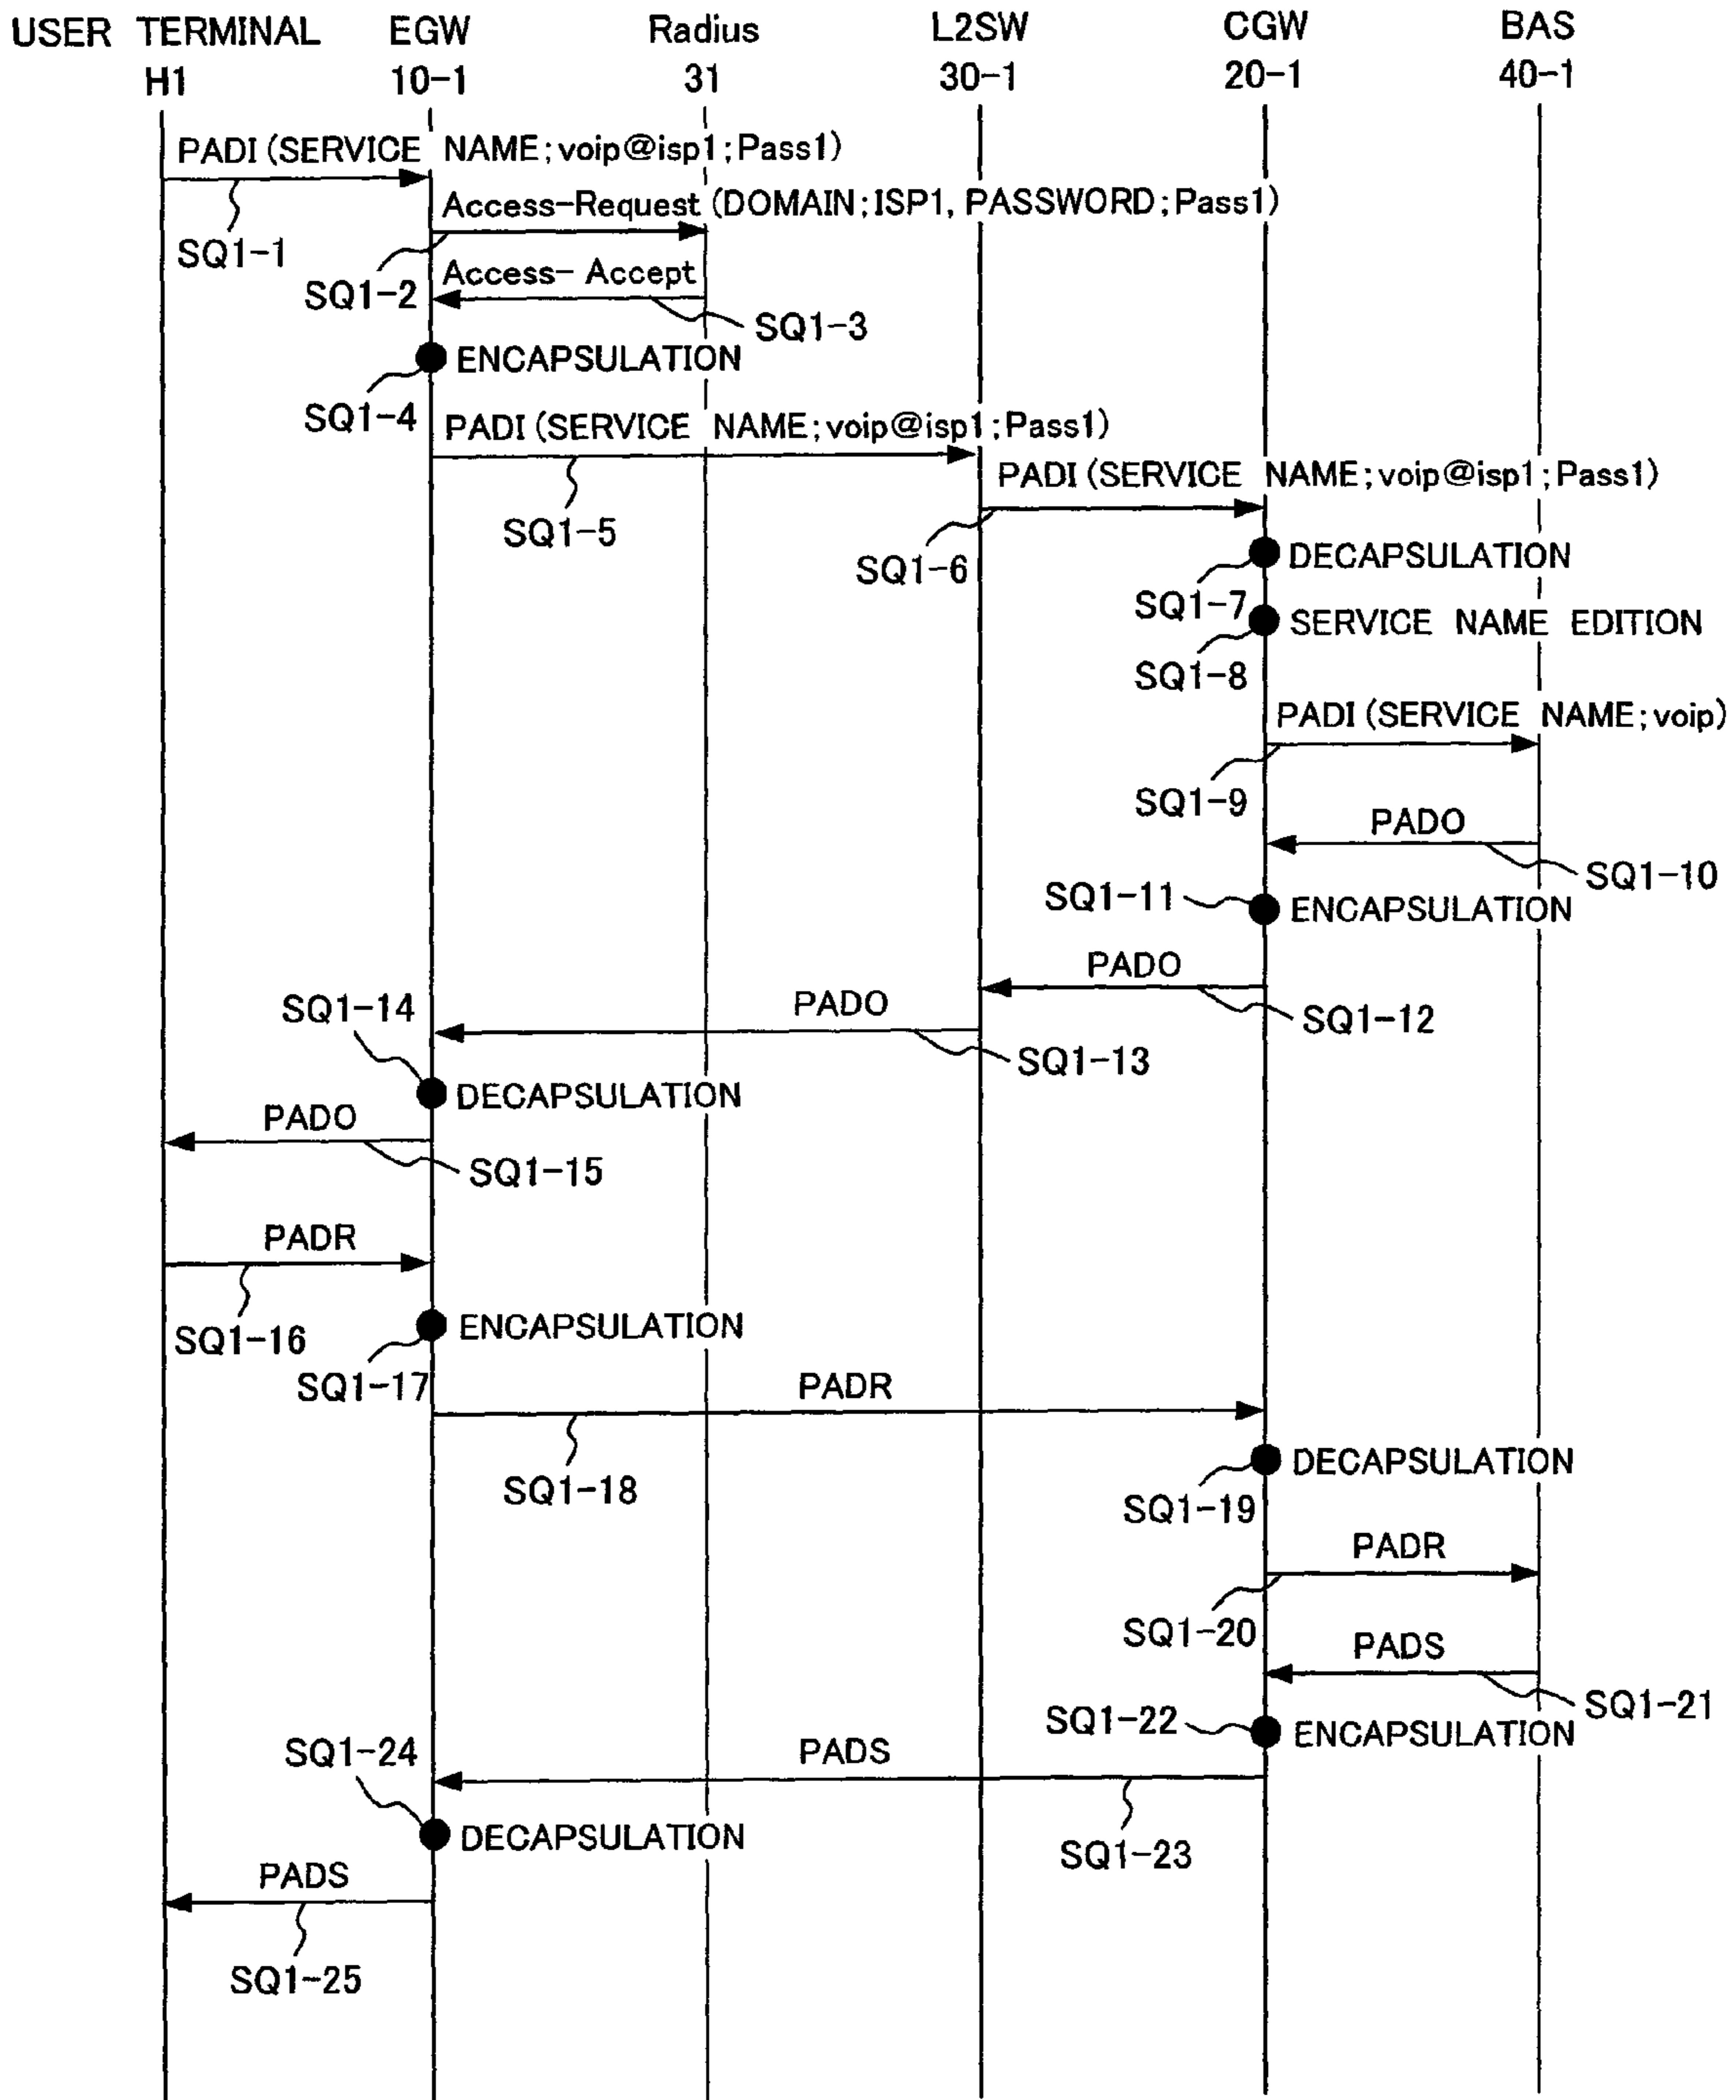 USER TERMINAL EGW Radius L2SW CGW BAS
H1 10-1 31 30-1 20-1 40-1
PADI (SERVICE NAME;voip@isp1;Pass1)
SQ1-1
Access-Request (DOMAIN;ISP1, PASSWORD;Pass1)
SQ1-2
Access- Accept
SQ1-3
ENCAPSULATION
SQ1-4
PADI (SERVICE NAME;voip@isp1;Pass1)
SQ1-5
PADI (SERVICE NAME;voip@isp1;Pass1)
SQ1-6
DECAPSULATION
SQ1-7
SERVICE NAME EDITION
SQ1-8
PADI (SERVICE NAME;voip)
SQ1-9
PADO
SQ1-10
SQ1-11
ENCAPSULATION
PADO
SQ1-12
PADO
SQ1-13
SQ1-14
DECAPSULATION
PADO
SQ1-15
PADR
SQ1-16
ENCAPSULATION
SQ1-17
PADR
SQ1-18
DECAPSULATION
SQ1-19
PADR
SQ1-20
PADS
SQ1-21
SQ1-22
ENCAPSULATION
PADS
SQ1-23
SQ1-24
DECAPSULATION
PADS
SQ1-25